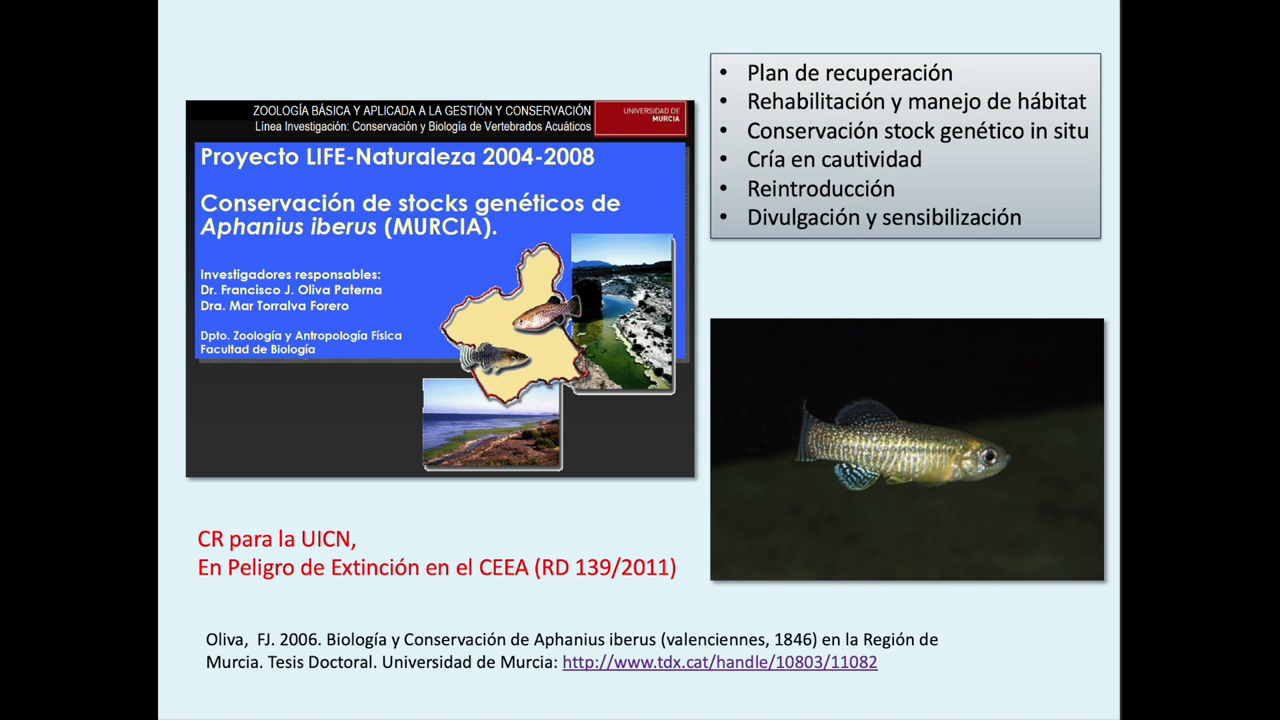 ZOOLOGÍA BÁSICA Y APLICADA A LA GESTIÓN Y CONSERVACIÓN
Línea Investigación: Conservación y Biología de Vertebrados Acuáticos
UNIVERSIDAD DE
MURCIA
Proyecto LIFE-Naturaleza 2004-2008
Conservación de stocks genéticos de
Aphanius iberus (MURCIA).
Investigadores responsables:
Dr. Francisco J. Oliva Paterna
Dra. Mar Torralva Forero
Dpto. Zoología y Antropología Física
Facultad de Biología
• Plan de recuperación
• Rehabilitación y manejo de hábitat
• Conservación stock genético in situ
• Cría en cautividad
• Reintroducción
• Divulgación y sensibilización
CR para la UICN,
En Peligro de Extinción en el CEEA (RD 139/2011)
Oliva, FJ. 2006. Biología y Conservación de Aphanius iberus (valenciennes, 1846) en la Región de
Murcia. Tesis Doctoral. Universidad de Murcia: http://www.tdx.cat/handle/10803/11082